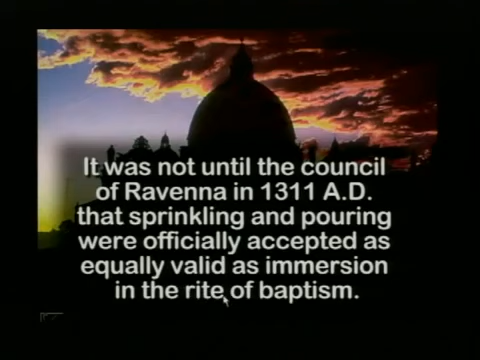 It was not until the council
of Ravenna in 1311 A.D.
that sprinkling and pouring
were officially accepted as
equally valid as immersion
in the rite of baptism.